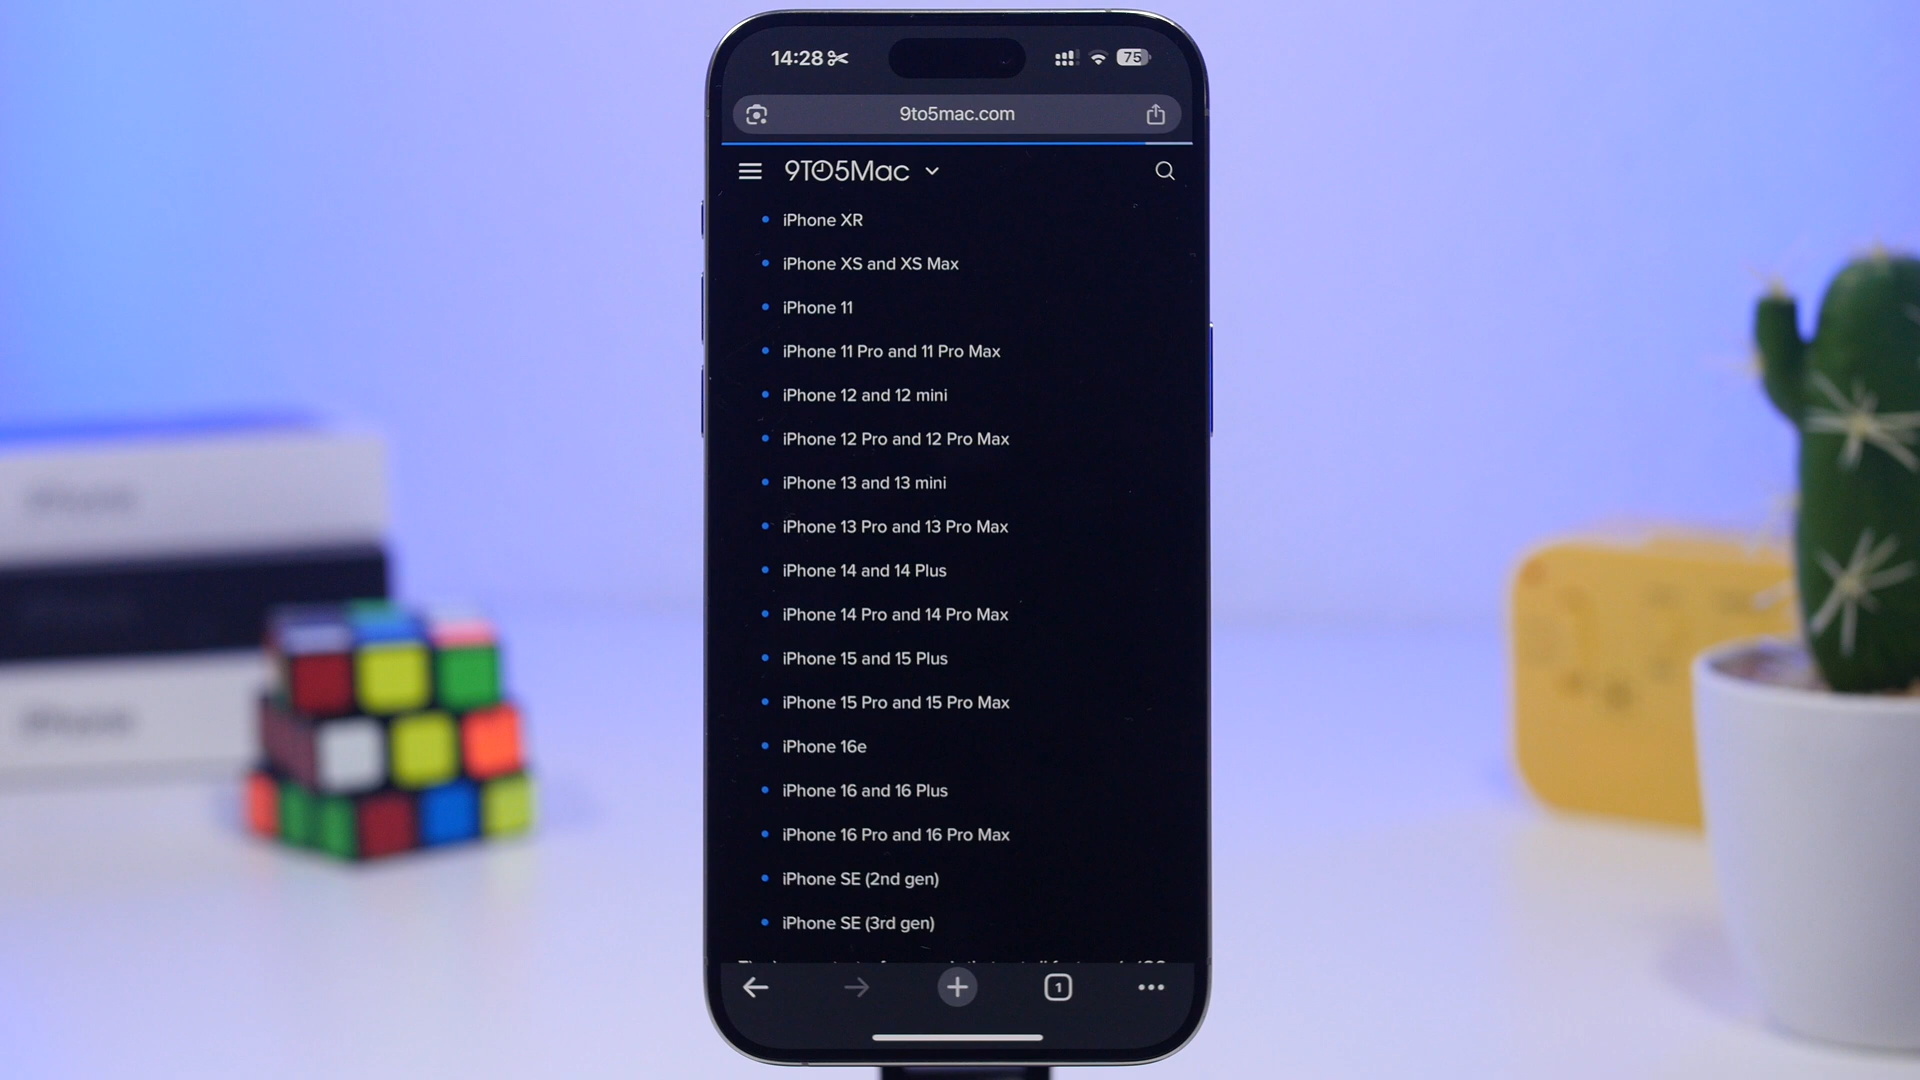 14:28
75
9to5mac.com
9TO5Mac
iPhone XR
iPhone XS and XS Max
iPhone 11
iPhone 11 Pro and 11 Pro Max
iPhone 12 and 12 mini
iPhone 12 Pro and 12 Pro Max
iPhone 13 and 13 mini
iPhone 13 Pro and 13 Pro Max
iPhone 14 and 14 Plus
iPhone 14 Pro and 14 Pro Max
iPhone 15 and 15 Plus
iPhone 15 Pro and 15 Pro Max
iPhone 16e
iPhone 16 and 16 Plus
iPhone 16 Pro and 16 Pro Max
iPhone SE (2nd gen)
iPhone SE (3rd gen)
1